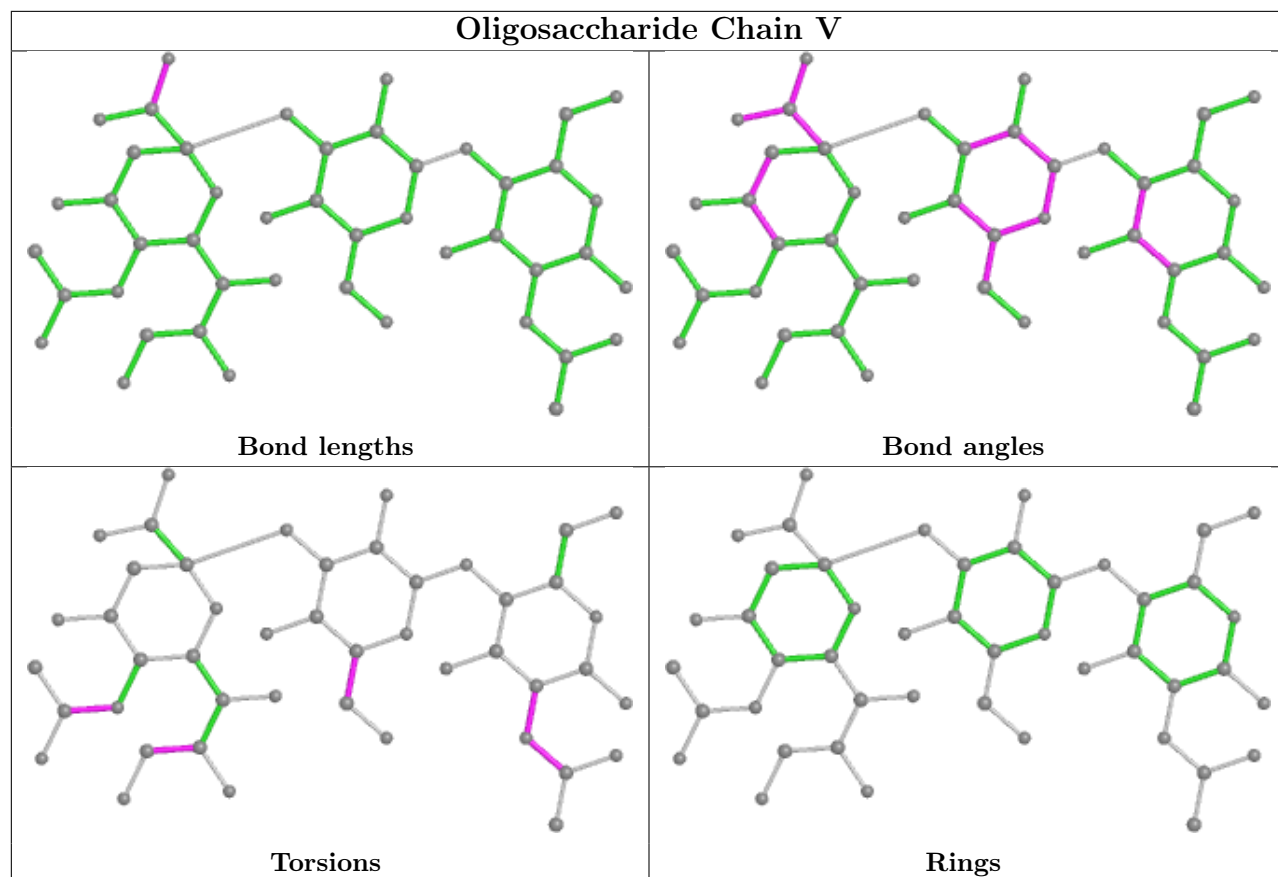 Oligosaccharide Chain V
Bond lengths
Bond angles
Torsions
Rings